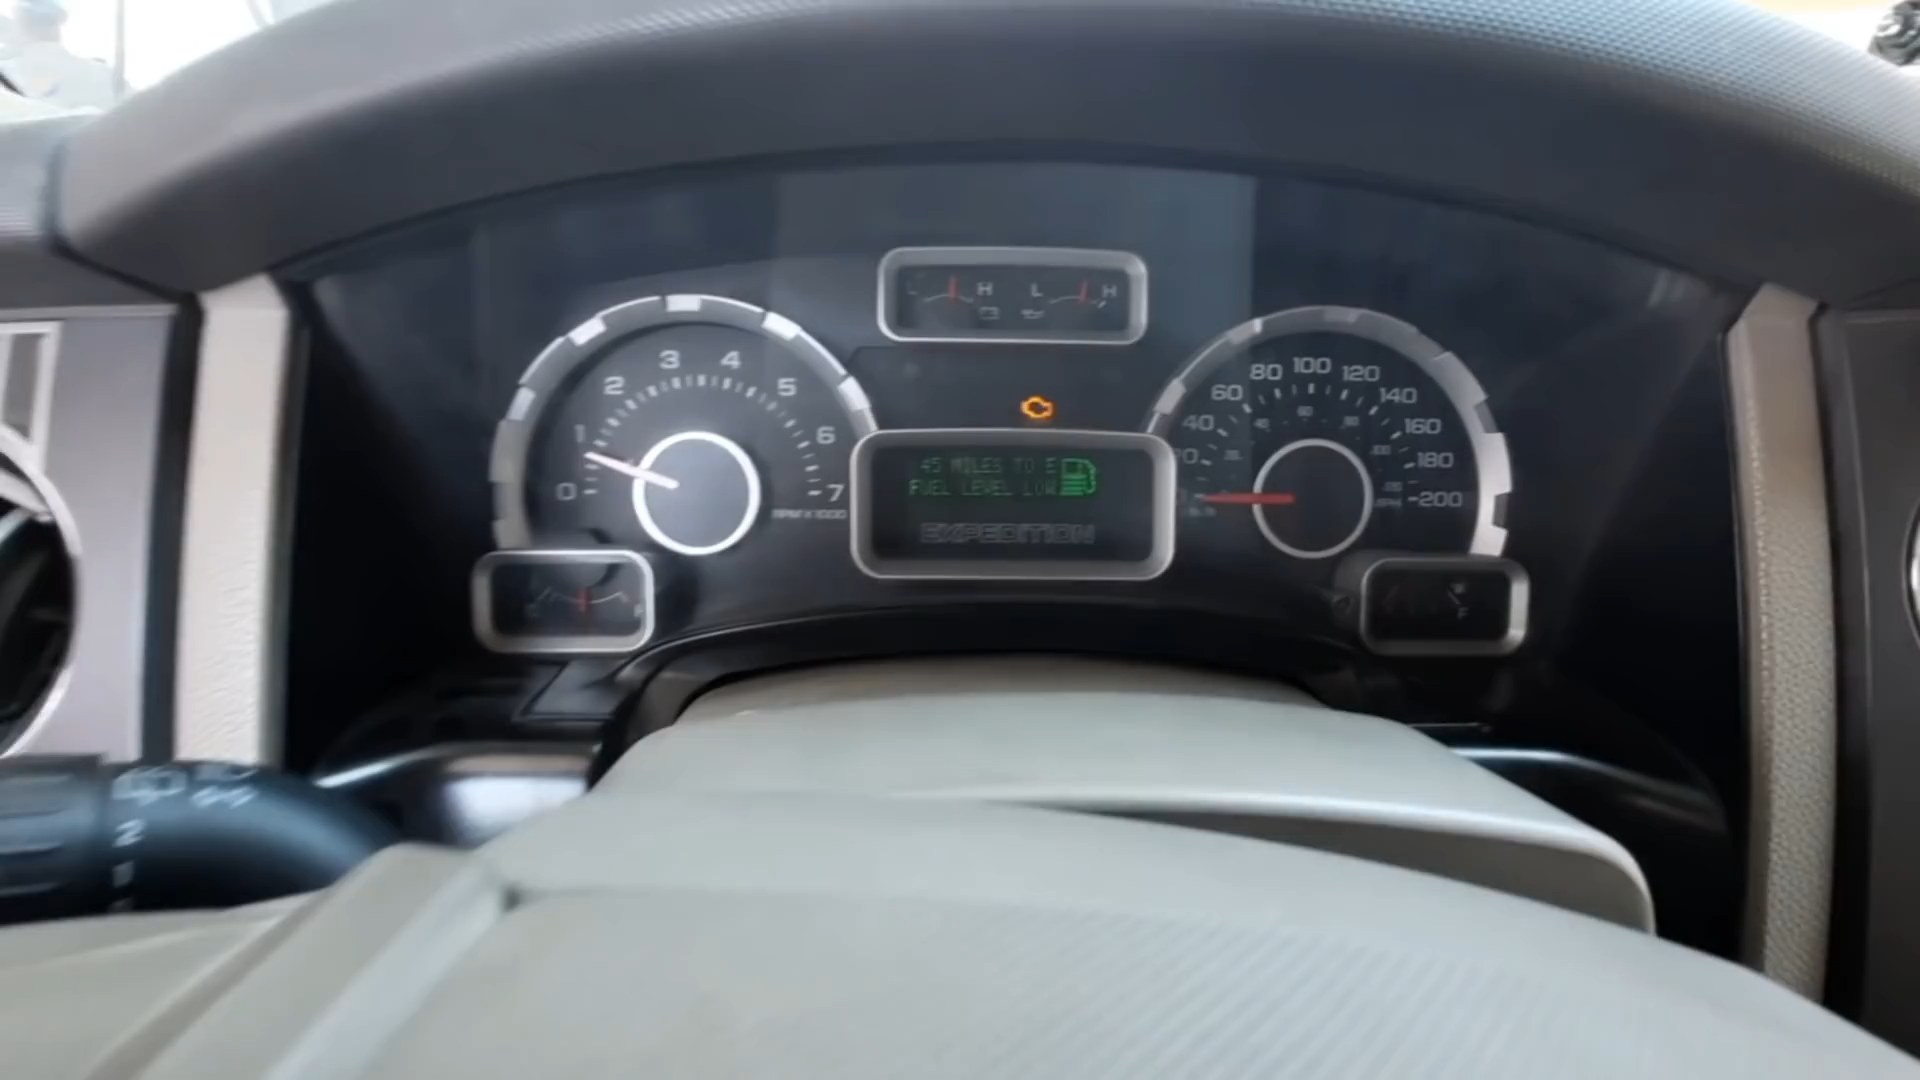 H L H
1 2 3 4 5 6
0 7
RPM X 1000
45 MILES TO E
FUEL LEVEL LOW
EXPEDITION
40 60 80 100 120 140 160 180 200
F
2